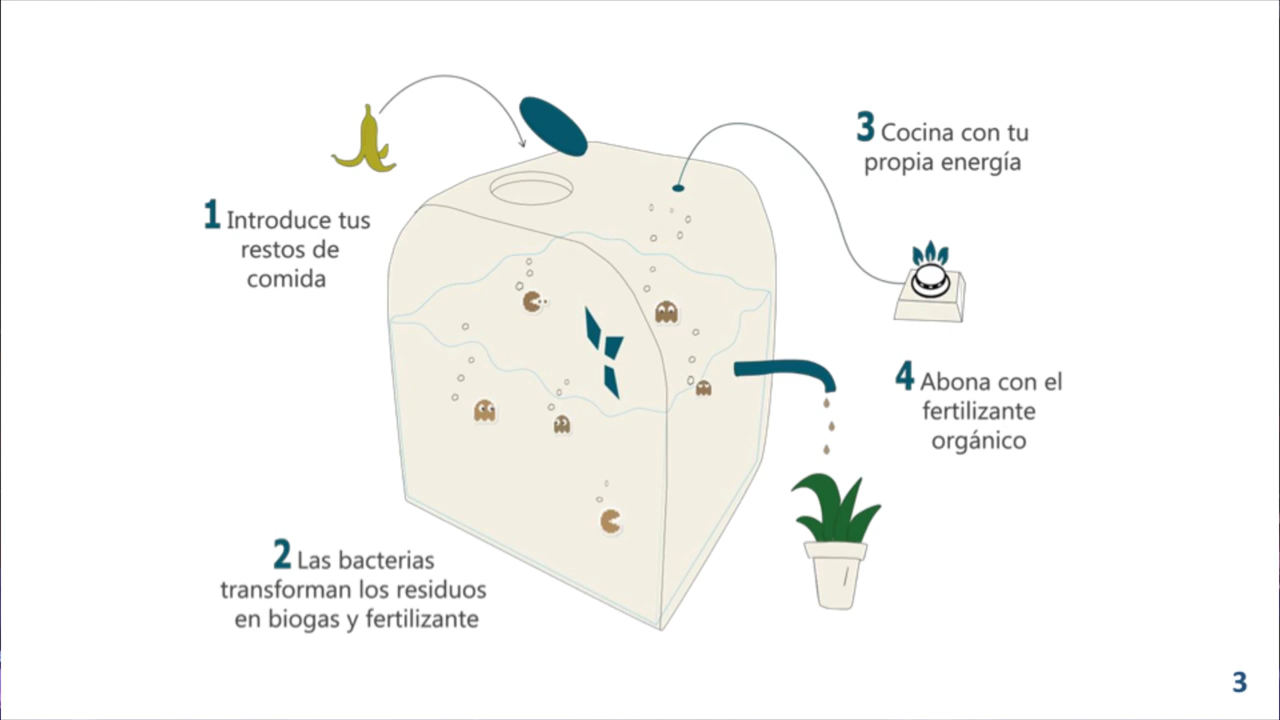 1 Introduce tus
restos de
comida
2 Las bacterias
transforman los residuos
en biogas y fertilizante
3 Cocina con tu
propia energía
4 Abona con el
fertilizante
orgánico
3